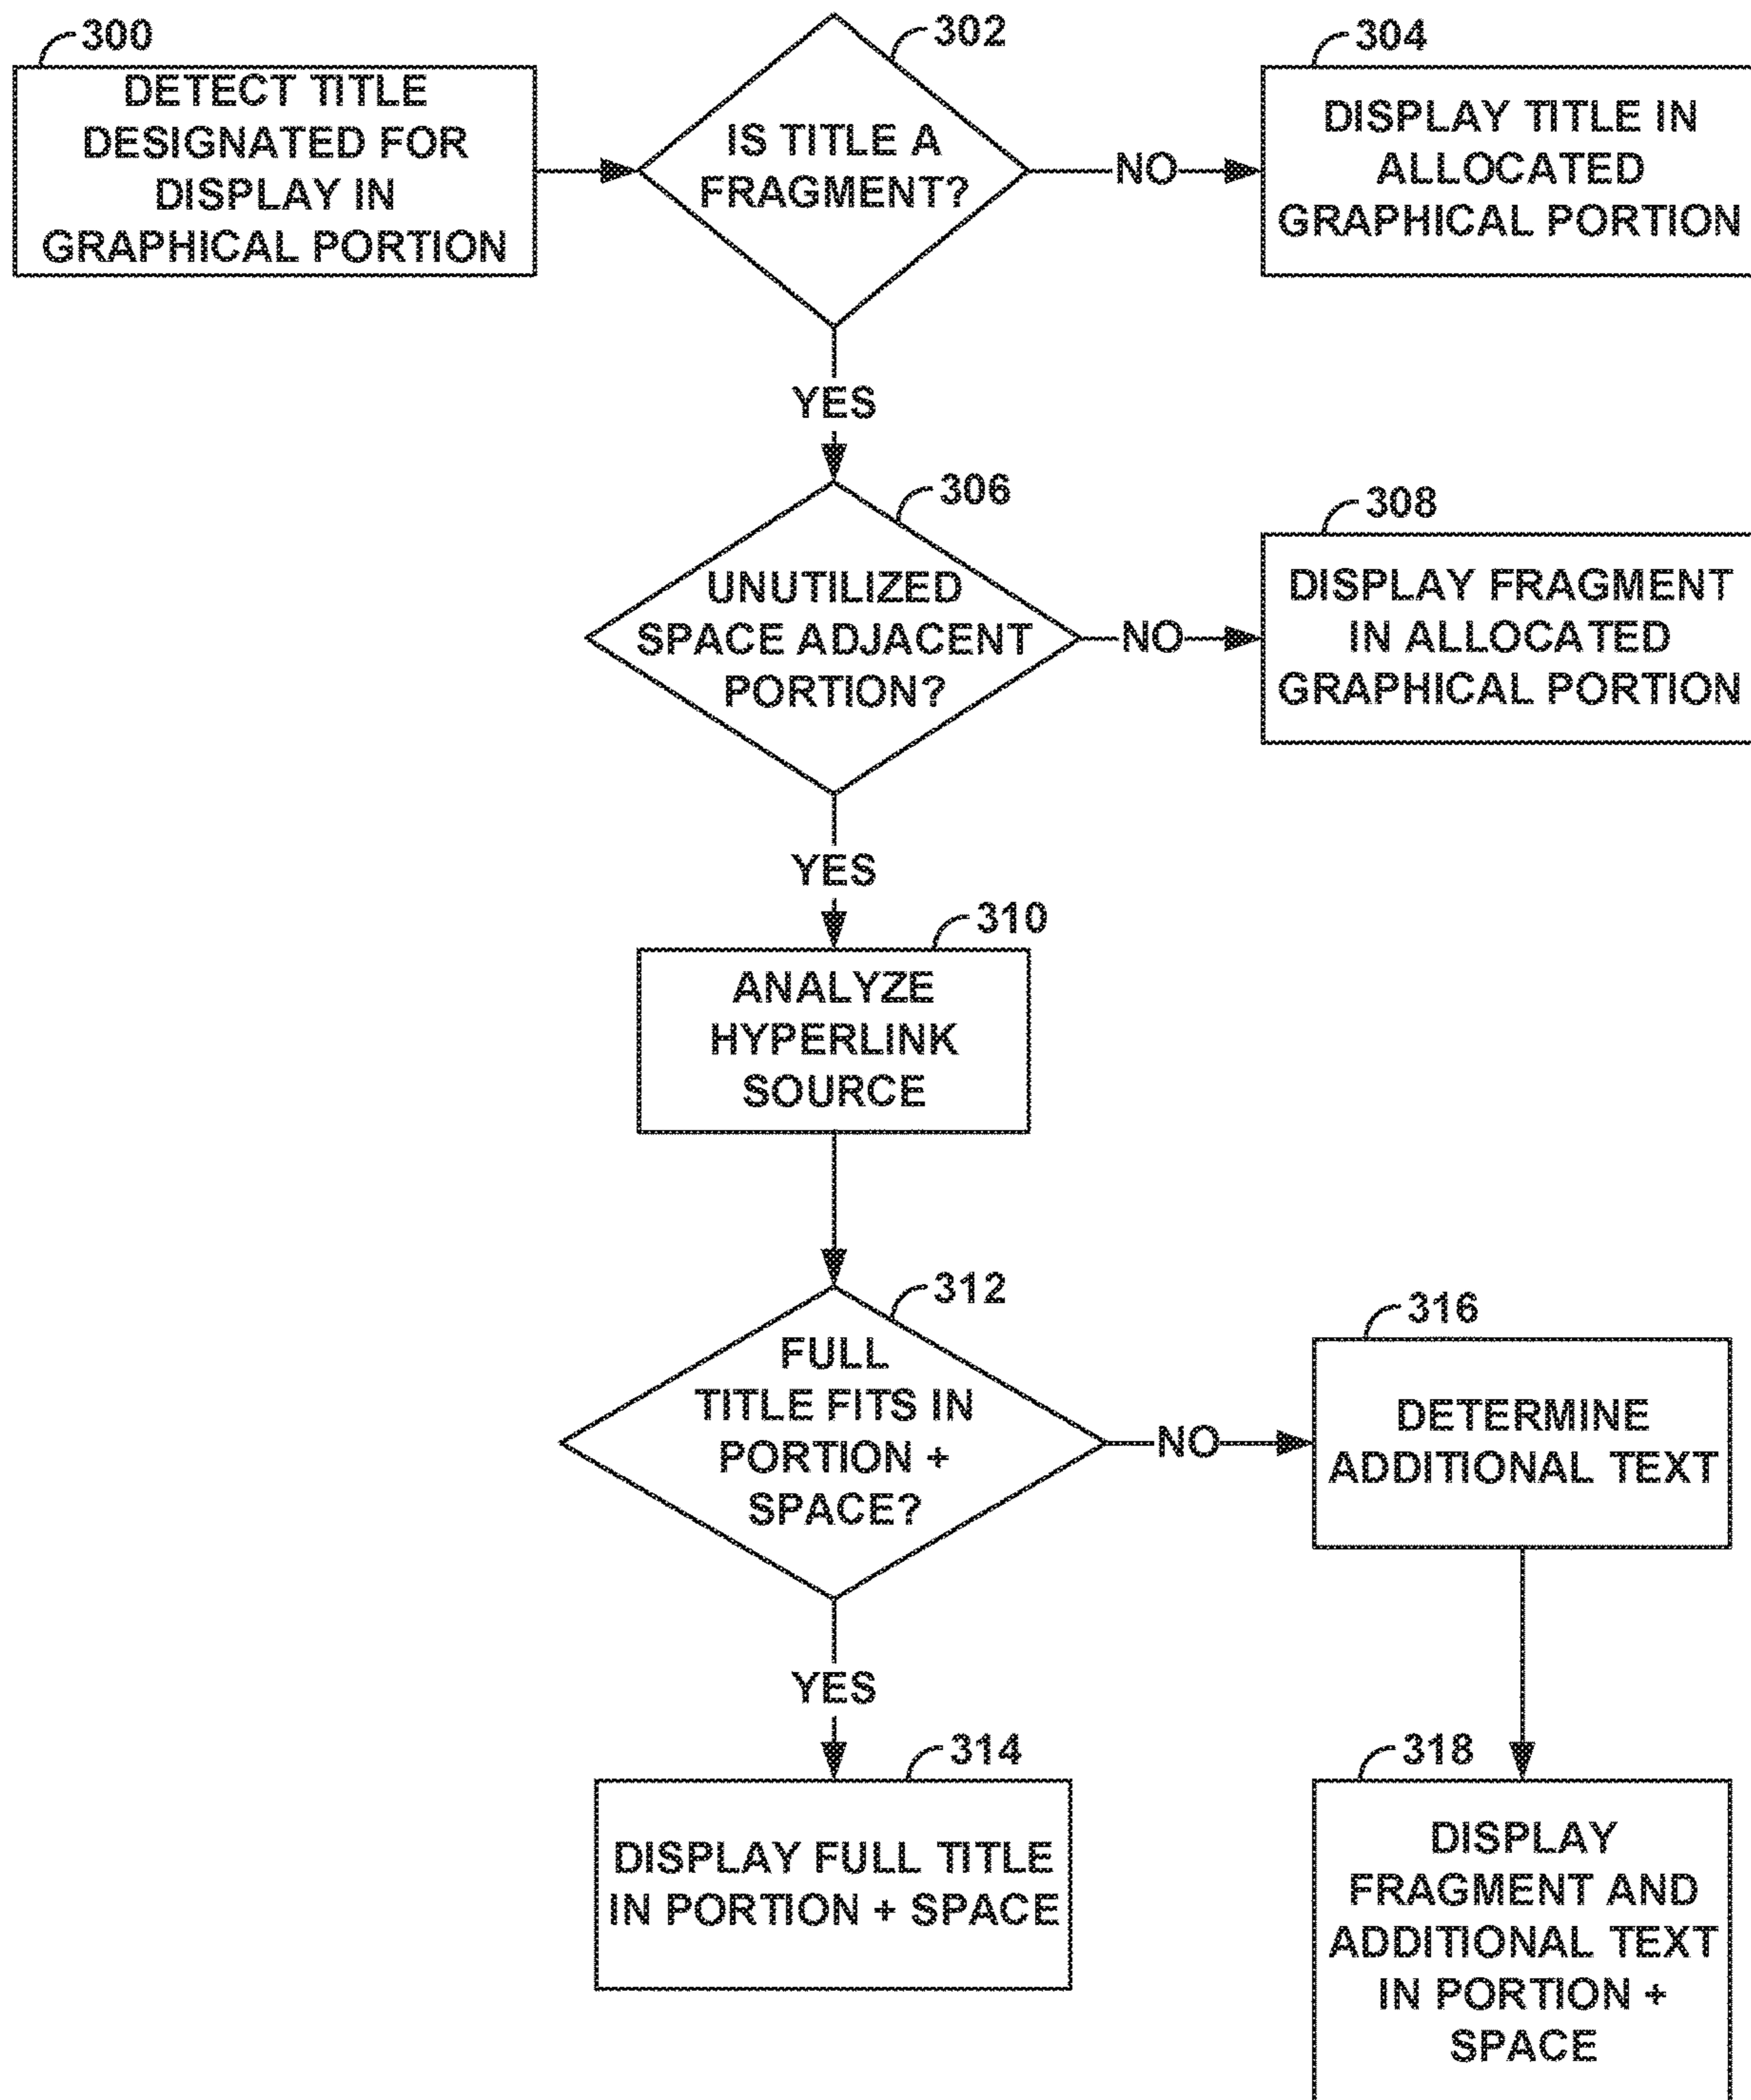 300
DETECT TITLE
DESIGNATED FOR
DISPLAY IN
GRAPHICAL PORTION
302
IS TITLE A
FRAGMENT?
NO
304
DISPLAY TITLE IN
ALLOCATED
GRAPHICAL PORTION
YES
306
UNUTILIZED
SPACE ADJACENT
PORTION?
NO
308
DISPLAY FRAGMENT
IN ALLOCATED
GRAPHICAL PORTION
YES
310
ANALYZE
HYPERLINK
SOURCE
312
FULL
TITLE FITS IN
PORTION +
SPACE?
NO
316
DETERMINE
ADDITIONAL TEXT
YES
314
DISPLAY FULL TITLE
IN PORTION + SPACE
318
DISPLAY
FRAGMENT AND
ADDITIONAL TEXT
IN PORTION +
SPACE